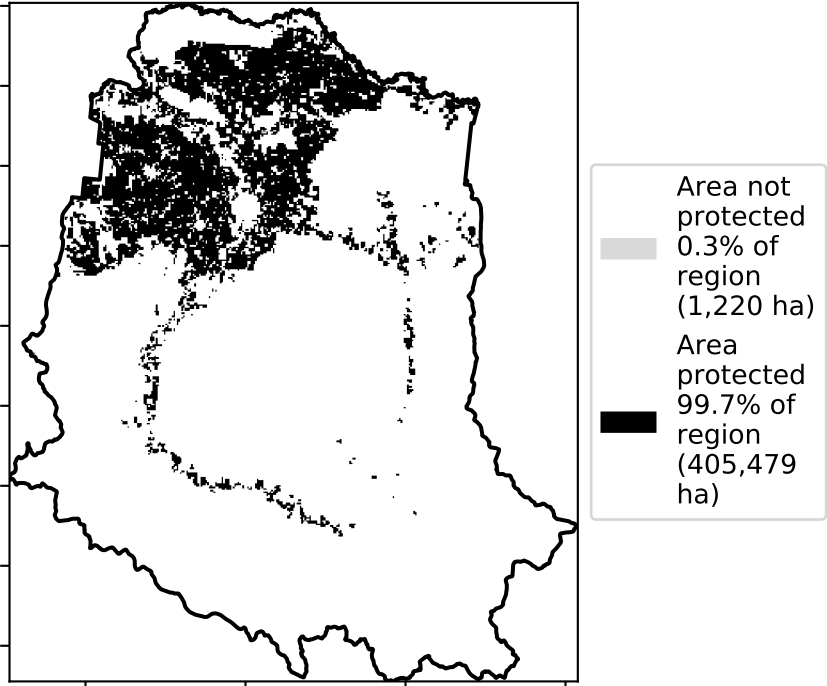 Area not
protected
0.3% of
region
(1,220 ha)
Area
protected
99.7% of
region
(405,479
ha)